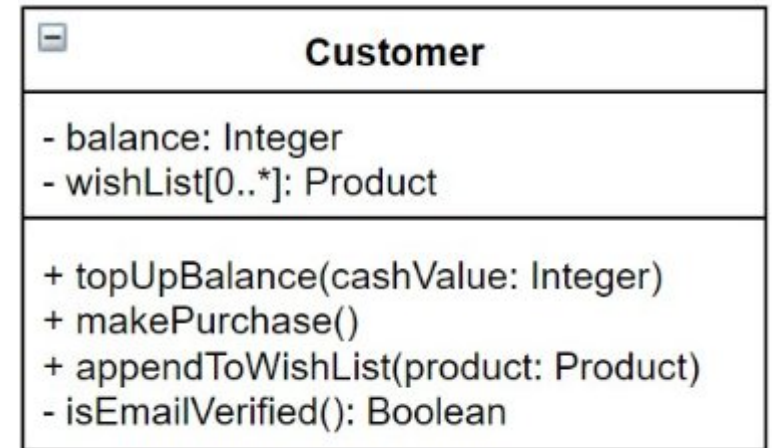 Customer
- balance: Integer
- wishList[0..*]: Product
+ topUpBalance(cashValue: Integer)
+ makePurchase()
+ appendToWishList(product: Product)
- isEmailVerified(): Boolean